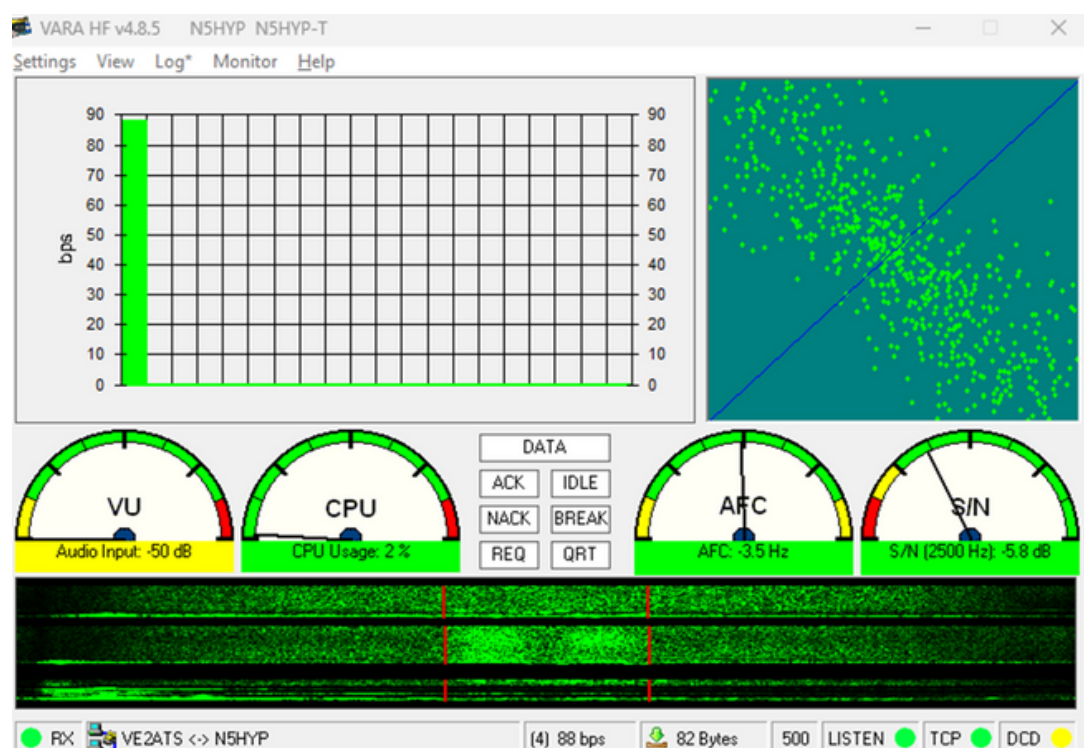 VARA HF v4.8.5 N5HYP N5HYP-T
Settings View Log* Monitor Help
90 90
80 80
70 70
60 60
50 50
40 40
30 30
20 20
10 10
0 0
bps
VU
Audio Input: -50 dB
CPU
CPU Usage: 2 %
DATA
ACK IDLE
NACK BREAK
REQ QRT
AFC
AFC: -3.5 Hz
S/N
S/N (2500 Hz): -5.8 dB
RX VE2ATS <-> N5HYP (4) 88 bps 82 Bytes 500 LISTEN TCP DCD